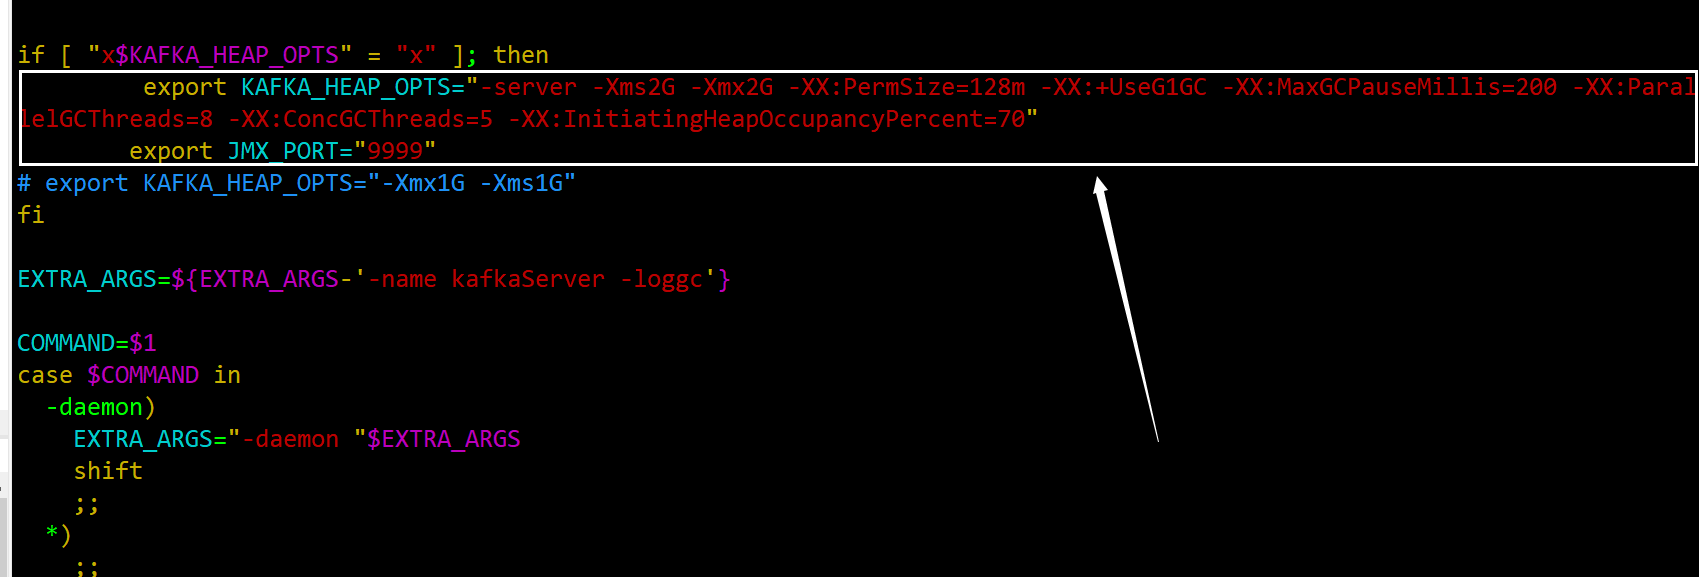 if [ "x$KAFKA_HEAP_OPTS" = "x" ]; then
        export KAFKA_HEAP_OPTS="-server -Xms2G -Xmx2G -XX:PermSize=128m -XX:+UseG1GC -XX:MaxGCPauseMillis=200 -XX:Paral
lelGCThreads=8 -XX:ConcGCThreads=5 -XX:InitiatingHeapOccupancyPercent=70"
        export JMX_PORT="9999"
# export KAFKA_HEAP_OPTS="-Xmx1G -Xms1G"
fi
EXTRA_ARGS=${EXTRA_ARGS-'-name kafkaServer -loggc'}
COMMAND=$1
case $COMMAND in
  -daemon)
    EXTRA_ARGS="-daemon "$EXTRA_ARGS
    shift
    ;;
  *)
    ;;